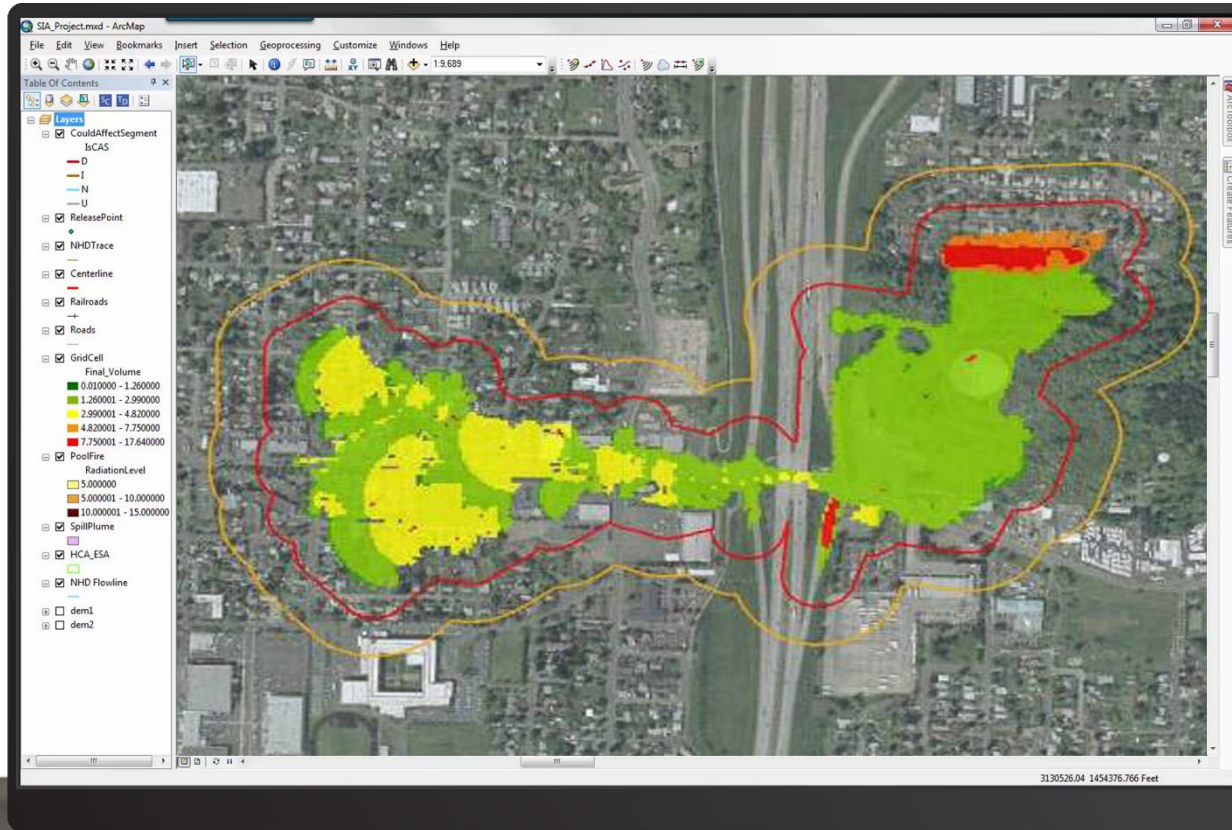 SIA_Project.mxd - ArcMap
File Edit View Bookmarks Insert Selection Geoprocessing Customize Windows Help
1:9,689
Table Of Contents
Layers
CouldAffectSegment
IsCAS
D
I
N
U
ReleasePoint
NHDTrace
Centerline
Railroads
Roads
GridCell
Final_Volume
0.010000 - 1.260000
1.260001 - 2.990000
2.990001 - 4.820000
4.820001 - 7.750000
7.750001 - 17.640000
PoolFire
RadiationLevel
5.000000
5.000001 - 10.000000
10.000001 - 15.000000
SpillPlume
HCA_ESA
NHD Flowline
dem1
dem2
ArcToolbox
Create Features
3130526.04 1454376.766 Feet